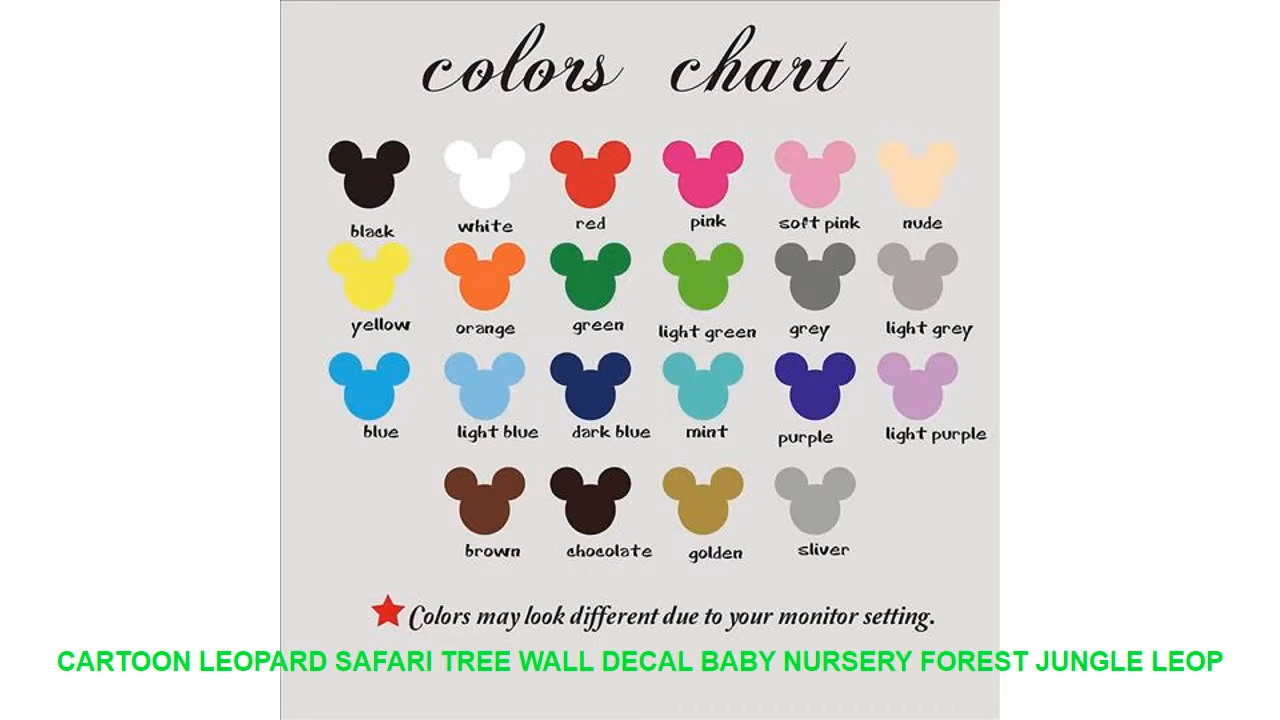 colors chart
black white red pink soft pink nude
yellow orange green light green grey light grey
blue light blue dark blue mint purple light purple
brown chocolate golden sliver
Colors may look different due to your monitor setting.
CARTOON LEOPARD SAFARI TREE WALL DECAL BABY NURSERY FOREST JUNGLE LEOP